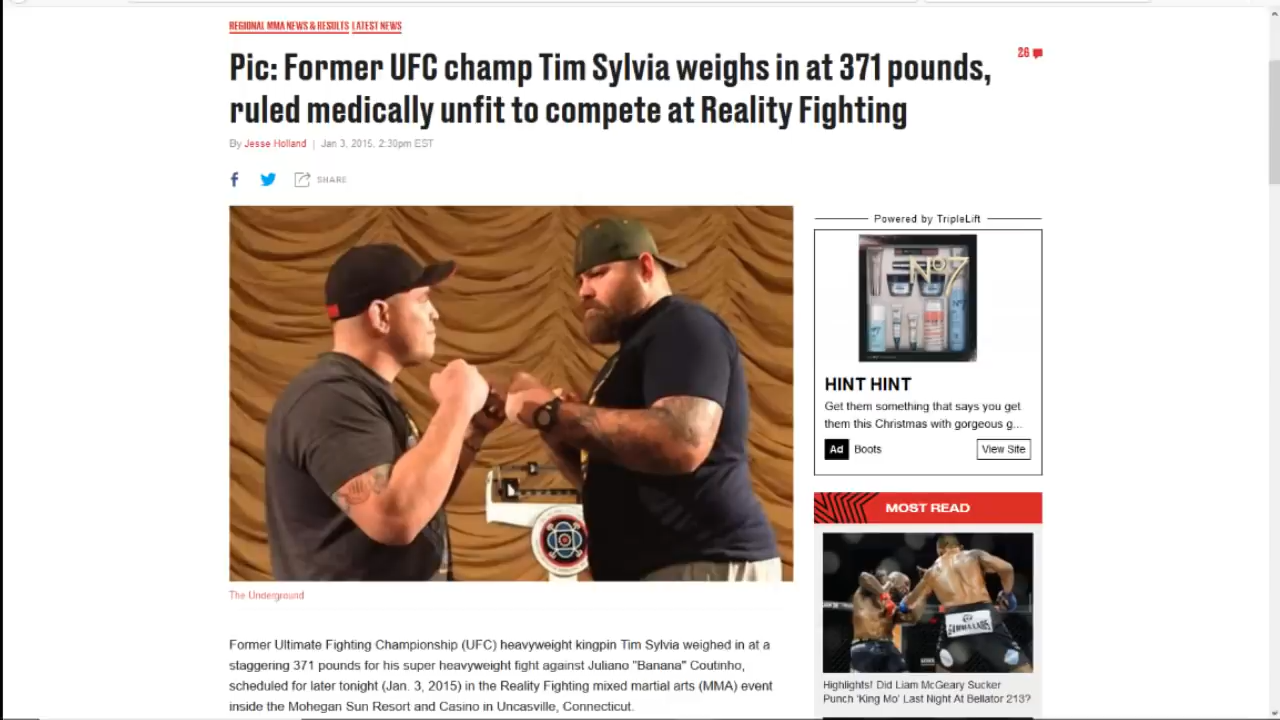 REGIONAL MMA NEWS & RESULTS LATEST NEWS
Pic: Former UFC champ Tim Sylvia weighs in at 371 pounds,
ruled medically unfit to compete at Reality Fighting
26
By Jesse Holland | Jan 3, 2015, 2:30pm EST
SHARE
The Underground
Former Ultimate Fighting Championship (UFC) heavyweight kingpin Tim Sylvia weighed in at a
staggering 371 pounds for his super heavyweight fight against Juliano "Banana" Coutinho,
scheduled for later tonight (Jan. 3, 2015) in the Reality Fighting mixed martial arts (MMA) event
inside the Mohegan Sun Resort and Casino in Uncasville, Connecticut.
Powered by TripleLift
No7
HINT HINT
Get them something that says you get
them this Christmas with gorgeous g...
Ad Boots View Site
MOST READ
Highlights! Did Liam McGeary Sucker
Punch 'King Mo' Last Night At Bellator 213?